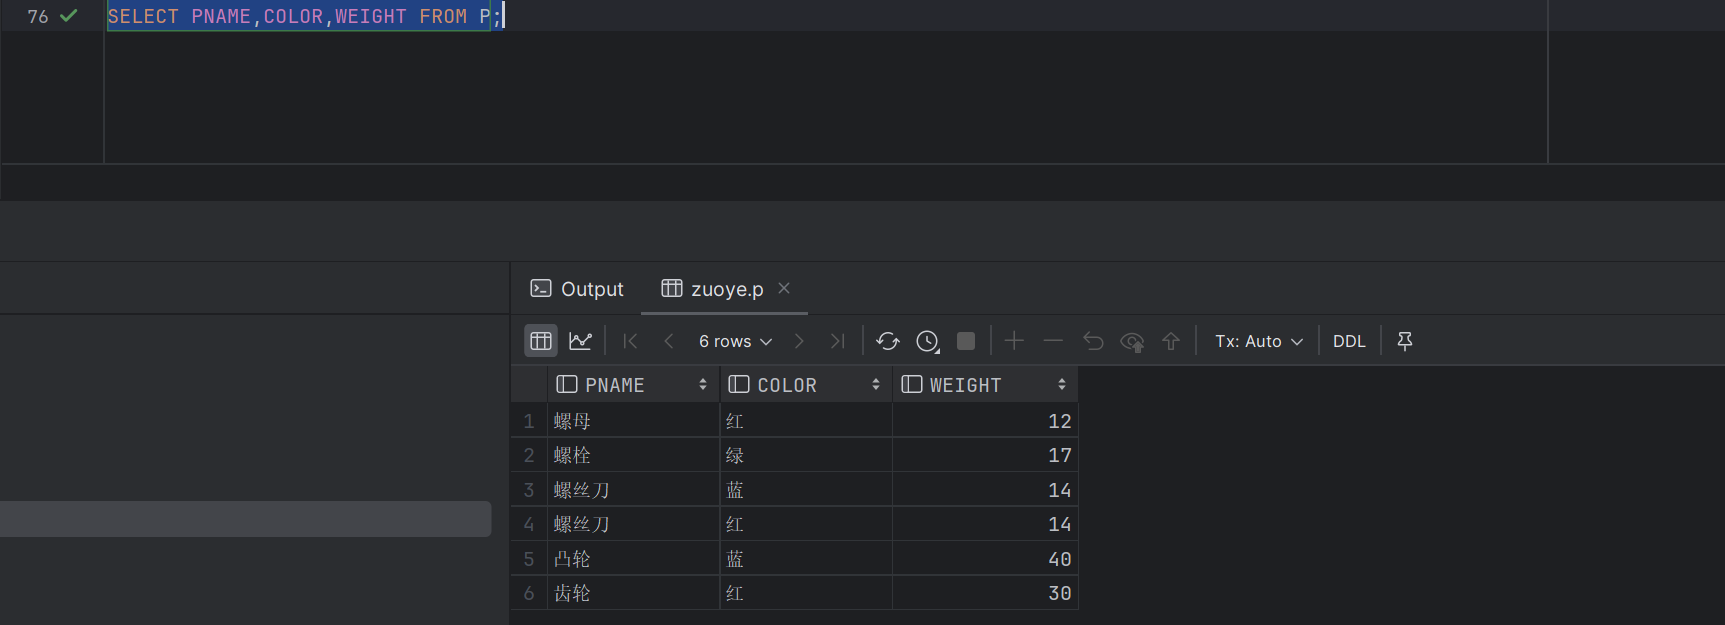 76 SELECT PNAME,COLOR,WEIGHT FROM P;
Output zuoye.p
6 rows Tx: Auto DDL
PNAME COLOR WEIGHT
1 螺母 红 12
2 螺栓 绿 17
3 螺丝刀 蓝 14
4 螺丝刀 红 14
5 凸轮 蓝 40
6 齿轮 红 30